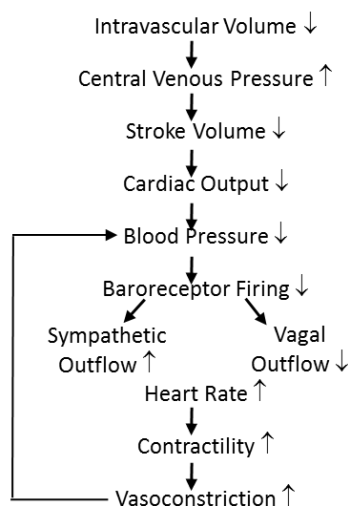 Intravascular Volume ↓
Central Venous Pressure ↑
Stroke Volume ↓
Cardiac Output ↓
Blood Pressure ↓
Baroreceptor Firing ↓
Sympathetic
Outflow ↑
Vagal
Outflow ↓
Heart Rate ↑
Contractility ↑
Vasoconstriction ↑